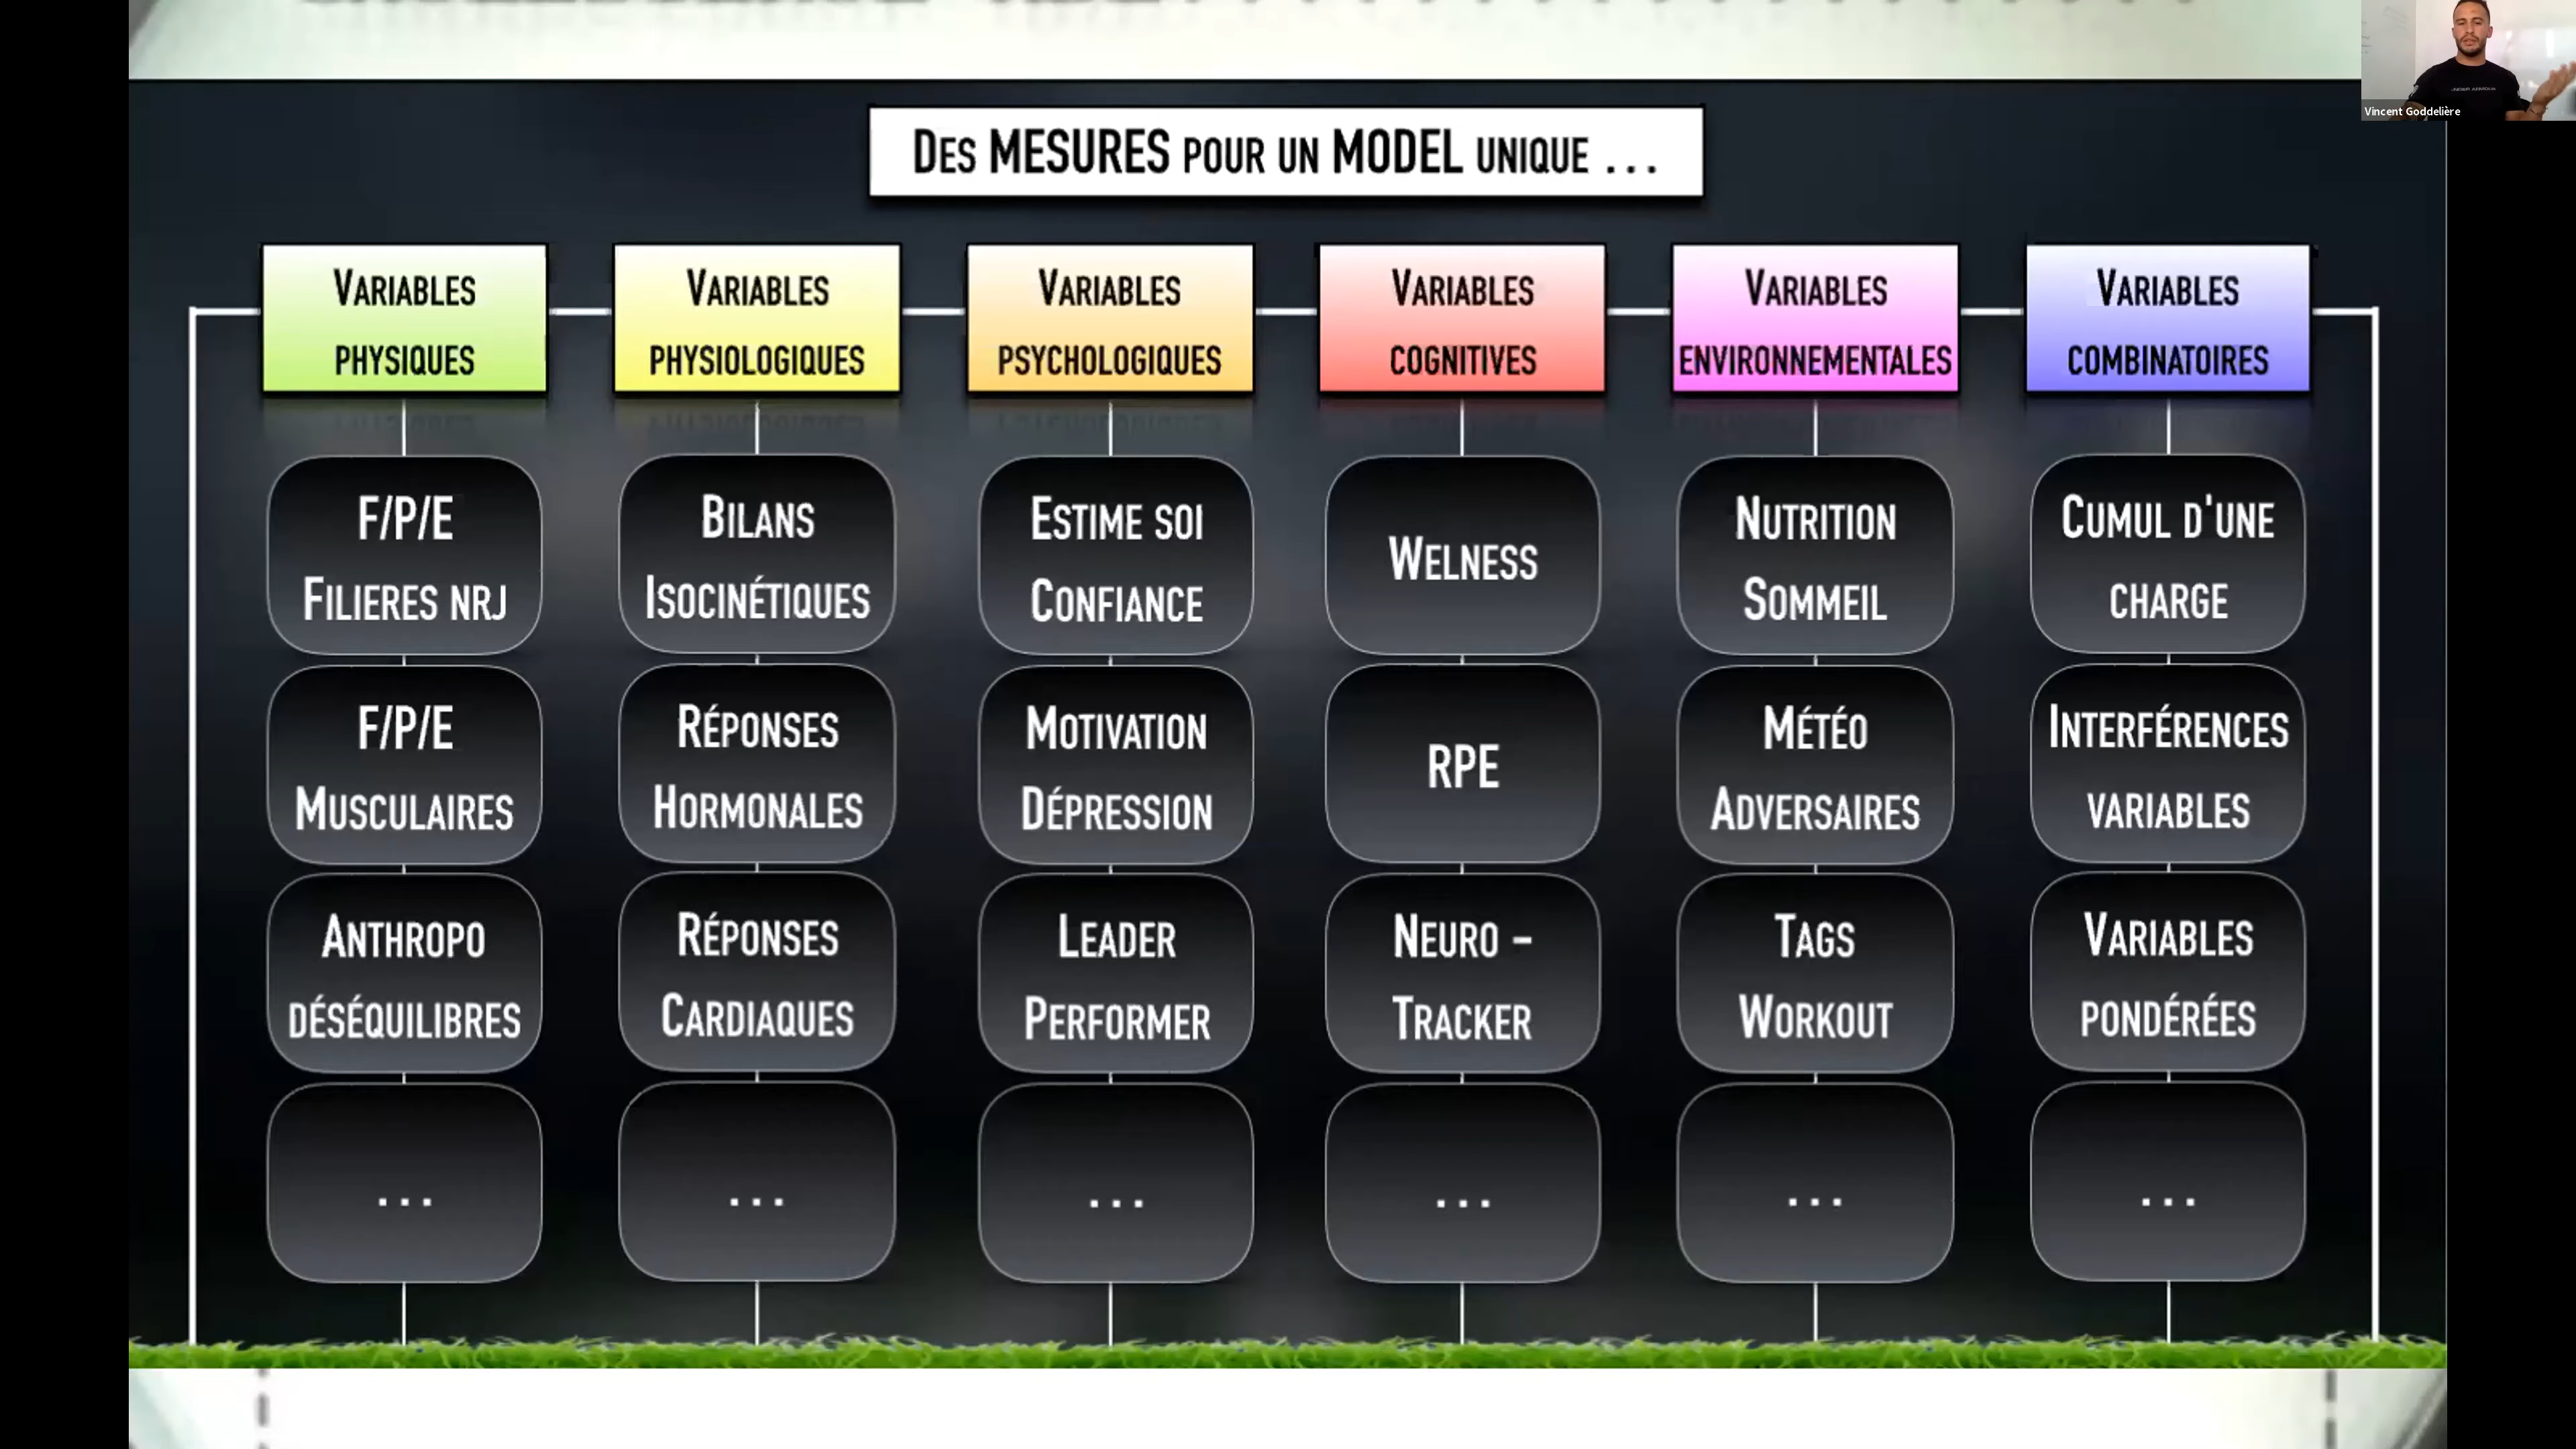 Vincent Goddelière
DES MESURES POUR UN MODEL UNIQUE ...
VARIABLES
PHYSIQUES
F/P/E
FILIERES NRJ
F/P/E
MUSCULAIRES
ANTHROPO
DÉSÉQUILIBRES
...
VARIABLES
PHYSIOLOGIQUES
BILANS
ISOCINÉTIQUES
RÉPONSES
HORMONALES
RÉPONSES
CARDIAQUES
...
VARIABLES
PSYCHOLOGIQUES
ESTIME SOI
CONFIANCE
MOTIVATION
DÉPRESSION
LEADER
PERFORMER
...
VARIABLES
COGNITIVES
WELNESS
RPE
NEURO -
TRACKER
...
VARIABLES
ENVIRONNEMENTALES
NUTRITION
SOMMEIL
MÉTÉO
ADVERSAIRES
TAGS
WORKOUT
...
VARIABLES
COMBINATOIRES
CUMUL D'UNE
CHARGE
INTERFÉRENCES
VARIABLES
VARIABLES
PONDÉRÉES
...